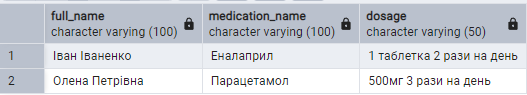 full_name medication_name dosage
character varying (100) character varying (100) character varying (50)
1 Іван Іваненко Еналаприл 1 таблетка 2 рази на день
2 Олена Петрівна Парацетамол 500мг 3 рази на день